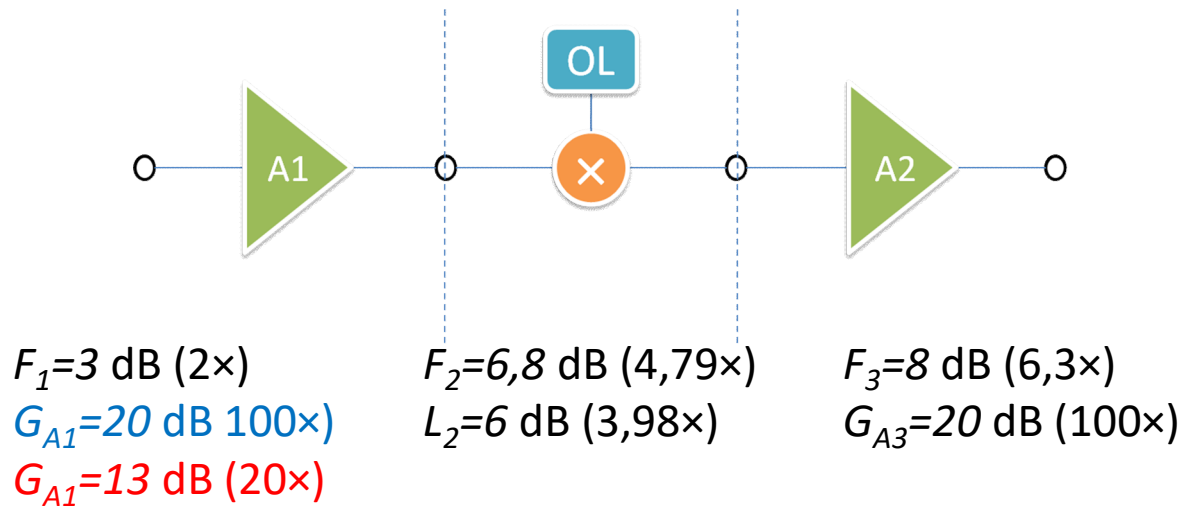 OL
A1
×
A2
F1=3 dB (2×)
GA1=20 dB 100×)
GA1=13 dB (20×)
F2=6,8 dB (4,79×)
L2=6 dB (3,98×)
F3=8 dB (6,3×)
GA3=20 dB (100×)